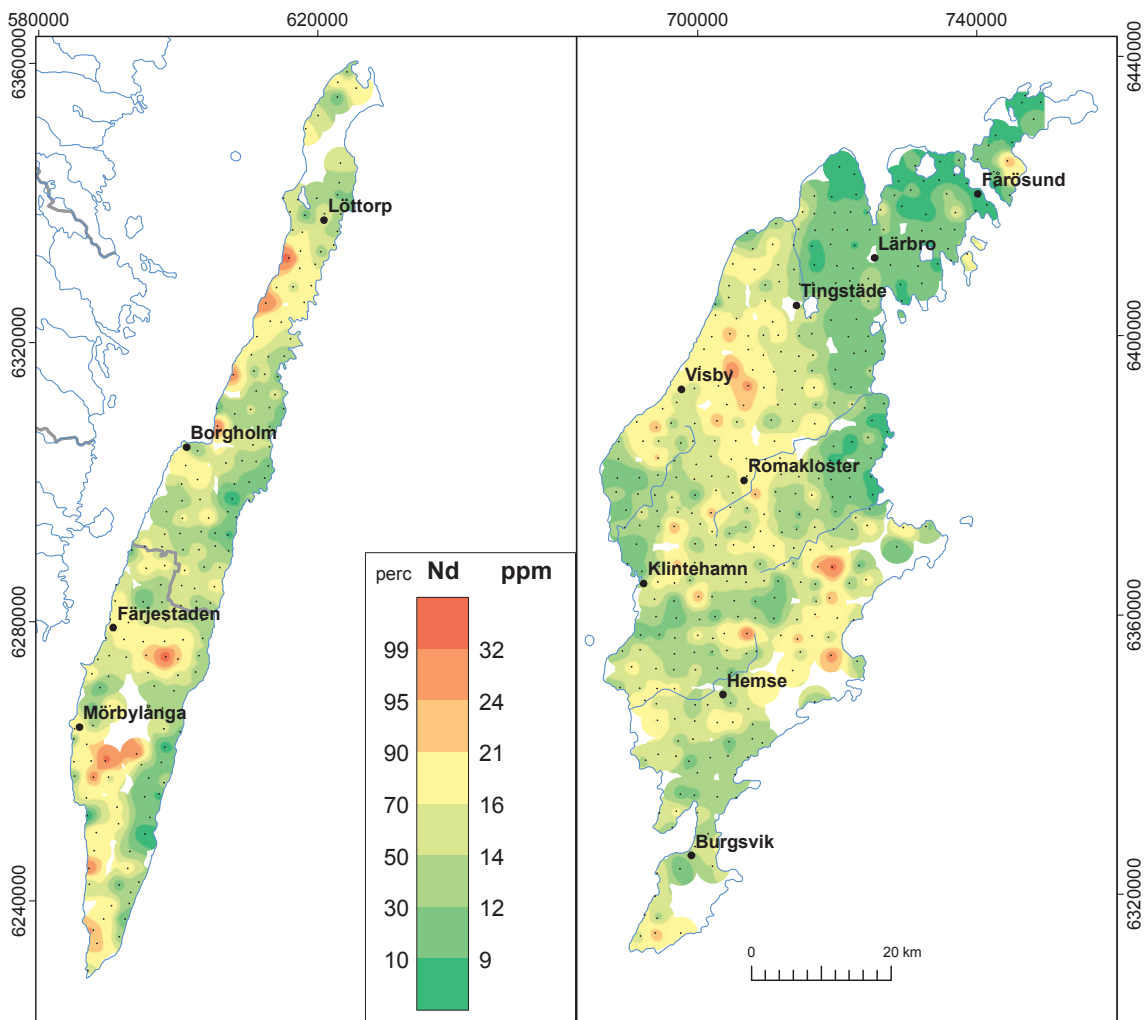 580000
620000
700000
740000
6360000
6320000
6280000
6240000
6440000
6400000
6360000
6320000
Löttorp
Borgholm
Färjestaden
Mörbylånga
perc Nd ppm
99 32
95 24
90 21
70 16
50 14
30 12
10 9
Fårösund
Lärbro
Tingstäde
Visby
Romakloster
Klintehamn
Hemse
Burgsvik
0 20 km